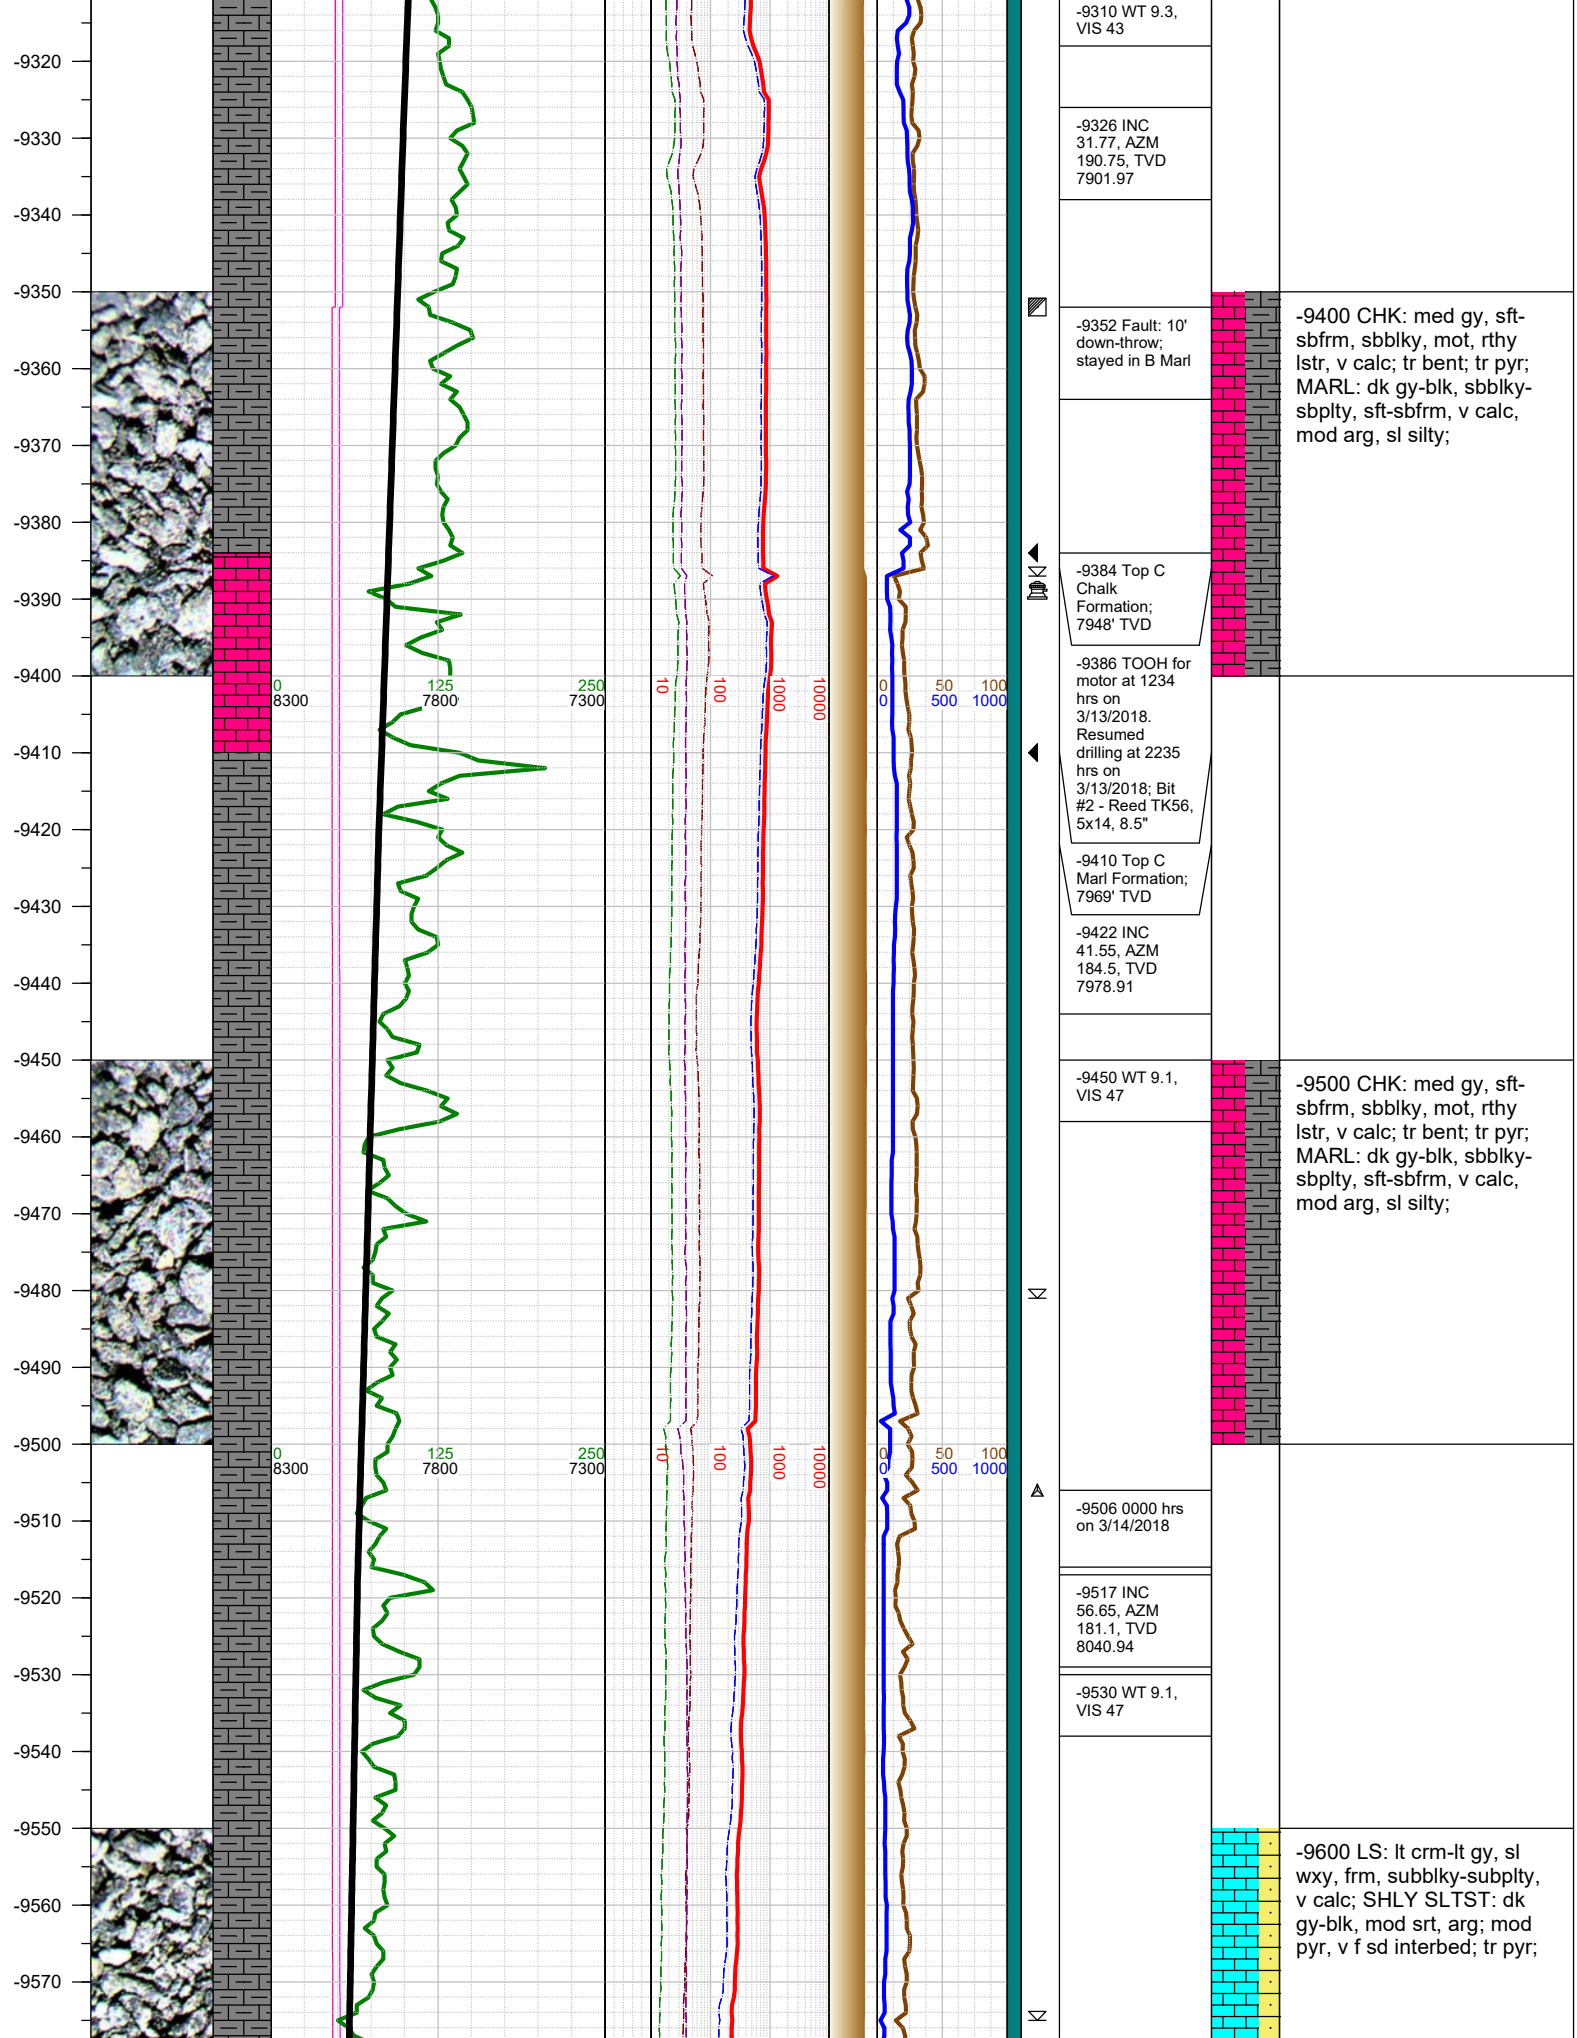 -9310 WT 9.3,
VIS 43
-9320
-9326 INC
31.77, AZM
190.75, TVD
7901.97
-9330
-9340
-9350
-9352 Fault: 10'
down-throw;
stayed in B Marl
-9400 CHK: med gy, sft-
sbfrm, sbblky, mot, rthy
lstr, v calc; tr bent; tr pyr;
MARL: dk gy-blk, sbblky-
sbplty, sft-sbfrm, v calc,
mod arg, sl silty;
-9360
-9370
-9380
-9384 Top C
Chalk
Formation;
7948' TVD
-9390
-9386 TOOH for
motor at 1234
hrs on
3/13/2018.
Resumed
drilling at 2235
hrs on
3/13/2018; Bit
#2 - Reed TK56,
5x14, 8.5"
-9400
0 125 250 10 100 1000 10000 0 50 100
8300 7800 7300 0 500 1000
-9410
-9420
-9410 Top C
Marl Formation;
7969' TVD
-9430
-9422 INC
41.55, AZM
184.5, TVD
7978.91
-9440
-9450
-9450 WT 9.1,
VIS 47
-9500 CHK: med gy, sft-
sbfrm, sbblky, mot, rthy
lstr, v calc; tr bent; tr pyr;
MARL: dk gy-blk, sbblky-
sbplty, sft-sbfrm, v calc,
mod arg, sl silty;
-9460
-9470
-9480
-9490
-9500
0 125 250 10 100 1000 10000 0 50 100
8300 7800 7300 0 500 1000
-9506 0000 hrs
on 3/14/2018
-9510
-9520
-9517 INC
56.65, AZM
181.1, TVD
8040.94
-9530
-9530 WT 9.1,
VIS 47
-9540
-9550
-9600 LS: lt crm-lt gy, sl
wxy, frm, subblky-subplty,
v calc; SHLY SLTST: dk
gy-blk, mod srt, arg; mod
pyr, v f sd interbed; tr pyr;
-9560
-9570